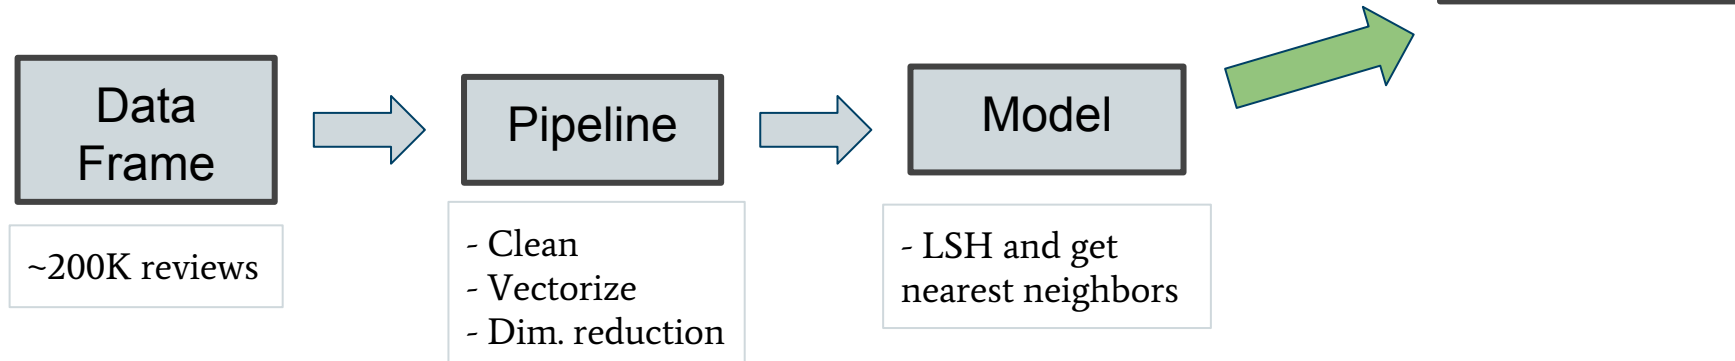 Data
Frame
Pipeline
Model
~200K reviews
- Clean
- Vectorize
- Dim. reduction
- LSH and get
nearest neighbors